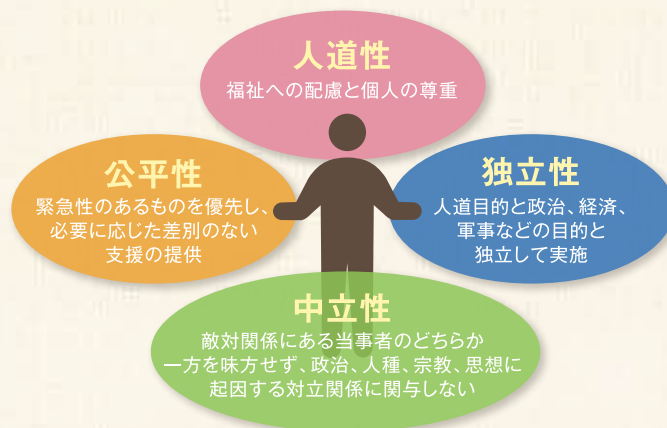 人道性
福祉への配慮と個人の尊重
公平性
緊急性のあるものを優先し、
必要に応じた差別のない
支援の提供
独立性
人道目的と政治、経済、
軍事などの目的と
独立して実施
中立性
敵対関係にある当事者のどちらか
一方を味方せず、政治、人種、宗教、思想に
起因する対立関係に関与しない